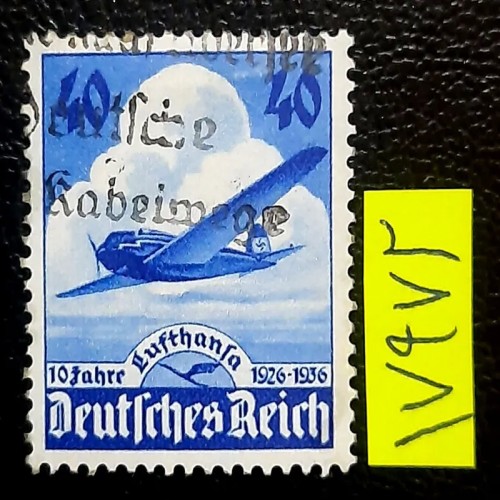 40 40
Deutsche
Kabelwege
Lufthansa
10 Jahre 1926-1936
Deutsches Reich